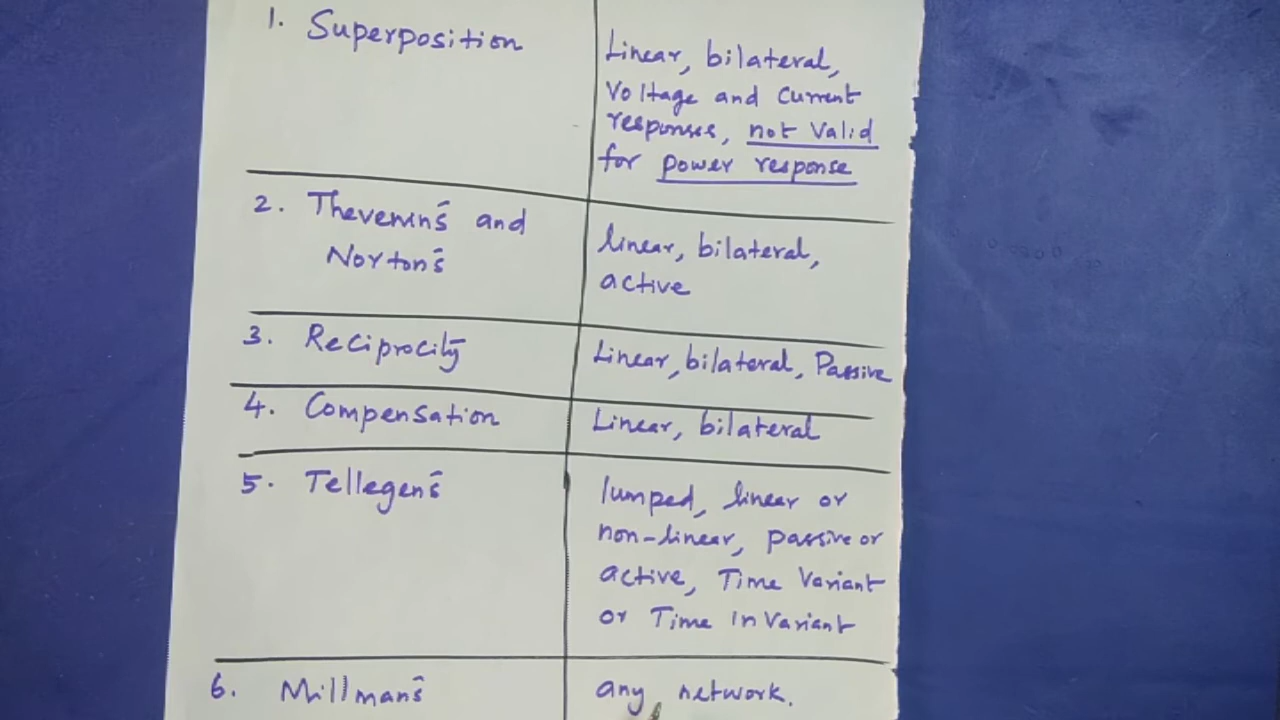 1. Superposition
Linear, bilateral,
Voltage and current
responses, not valid
for power response
2. Thevenin's and
Norton's
linear, bilateral,
active
3. Reciprocity
Linear, bilateral, Passive
4. Compensation
Linear, bilateral
5. Tellegen's
lumped, linear or
non-linear, passive or
active, Time Variant
or Time InVariant
6. Millman's
any network.